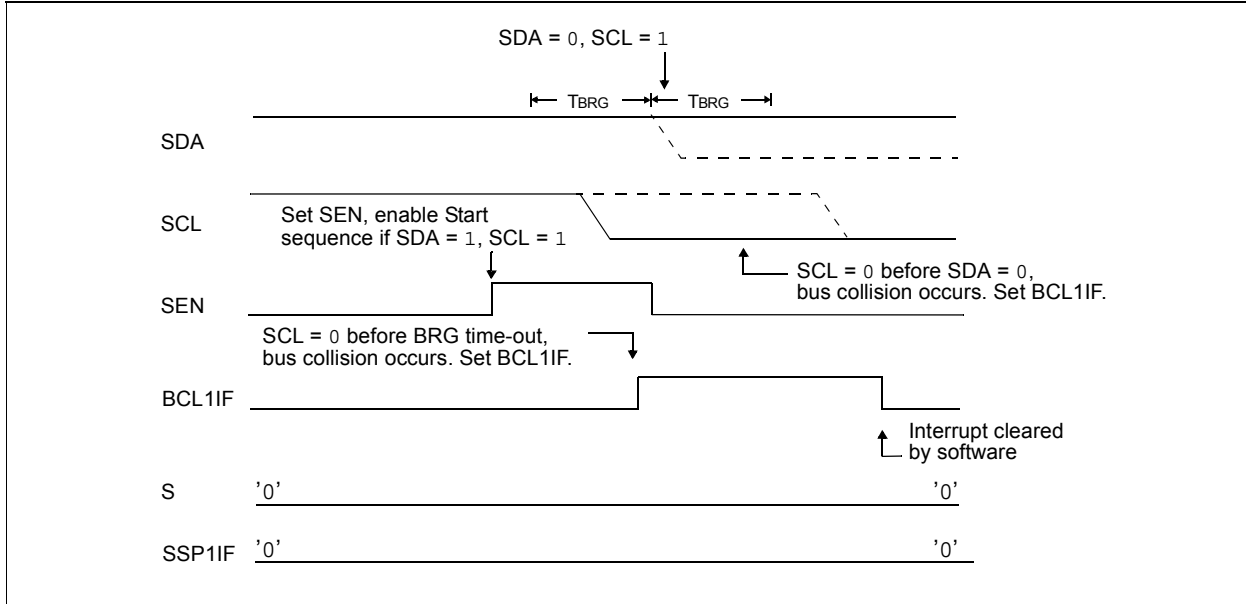 SDA = 0, SCL = 1
TBRG TBRG
SDA
SCL
Set SEN, enable Start
sequence if SDA = 1, SCL = 1
SCL = 0 before SDA = 0,
bus collision occurs. Set BCL1IF.
SEN
SCL = 0 before BRG time-out,
bus collision occurs. Set BCL1IF.
BCL1IF
Interrupt cleared
by software
S '0' '0'
SSP1IF '0' '0'